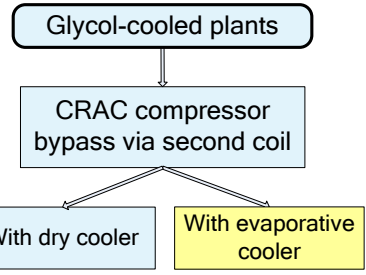 Glycol-cooled plants
CRAC compressor
bypass via second coil
With dry cooler
With evaporative
cooler